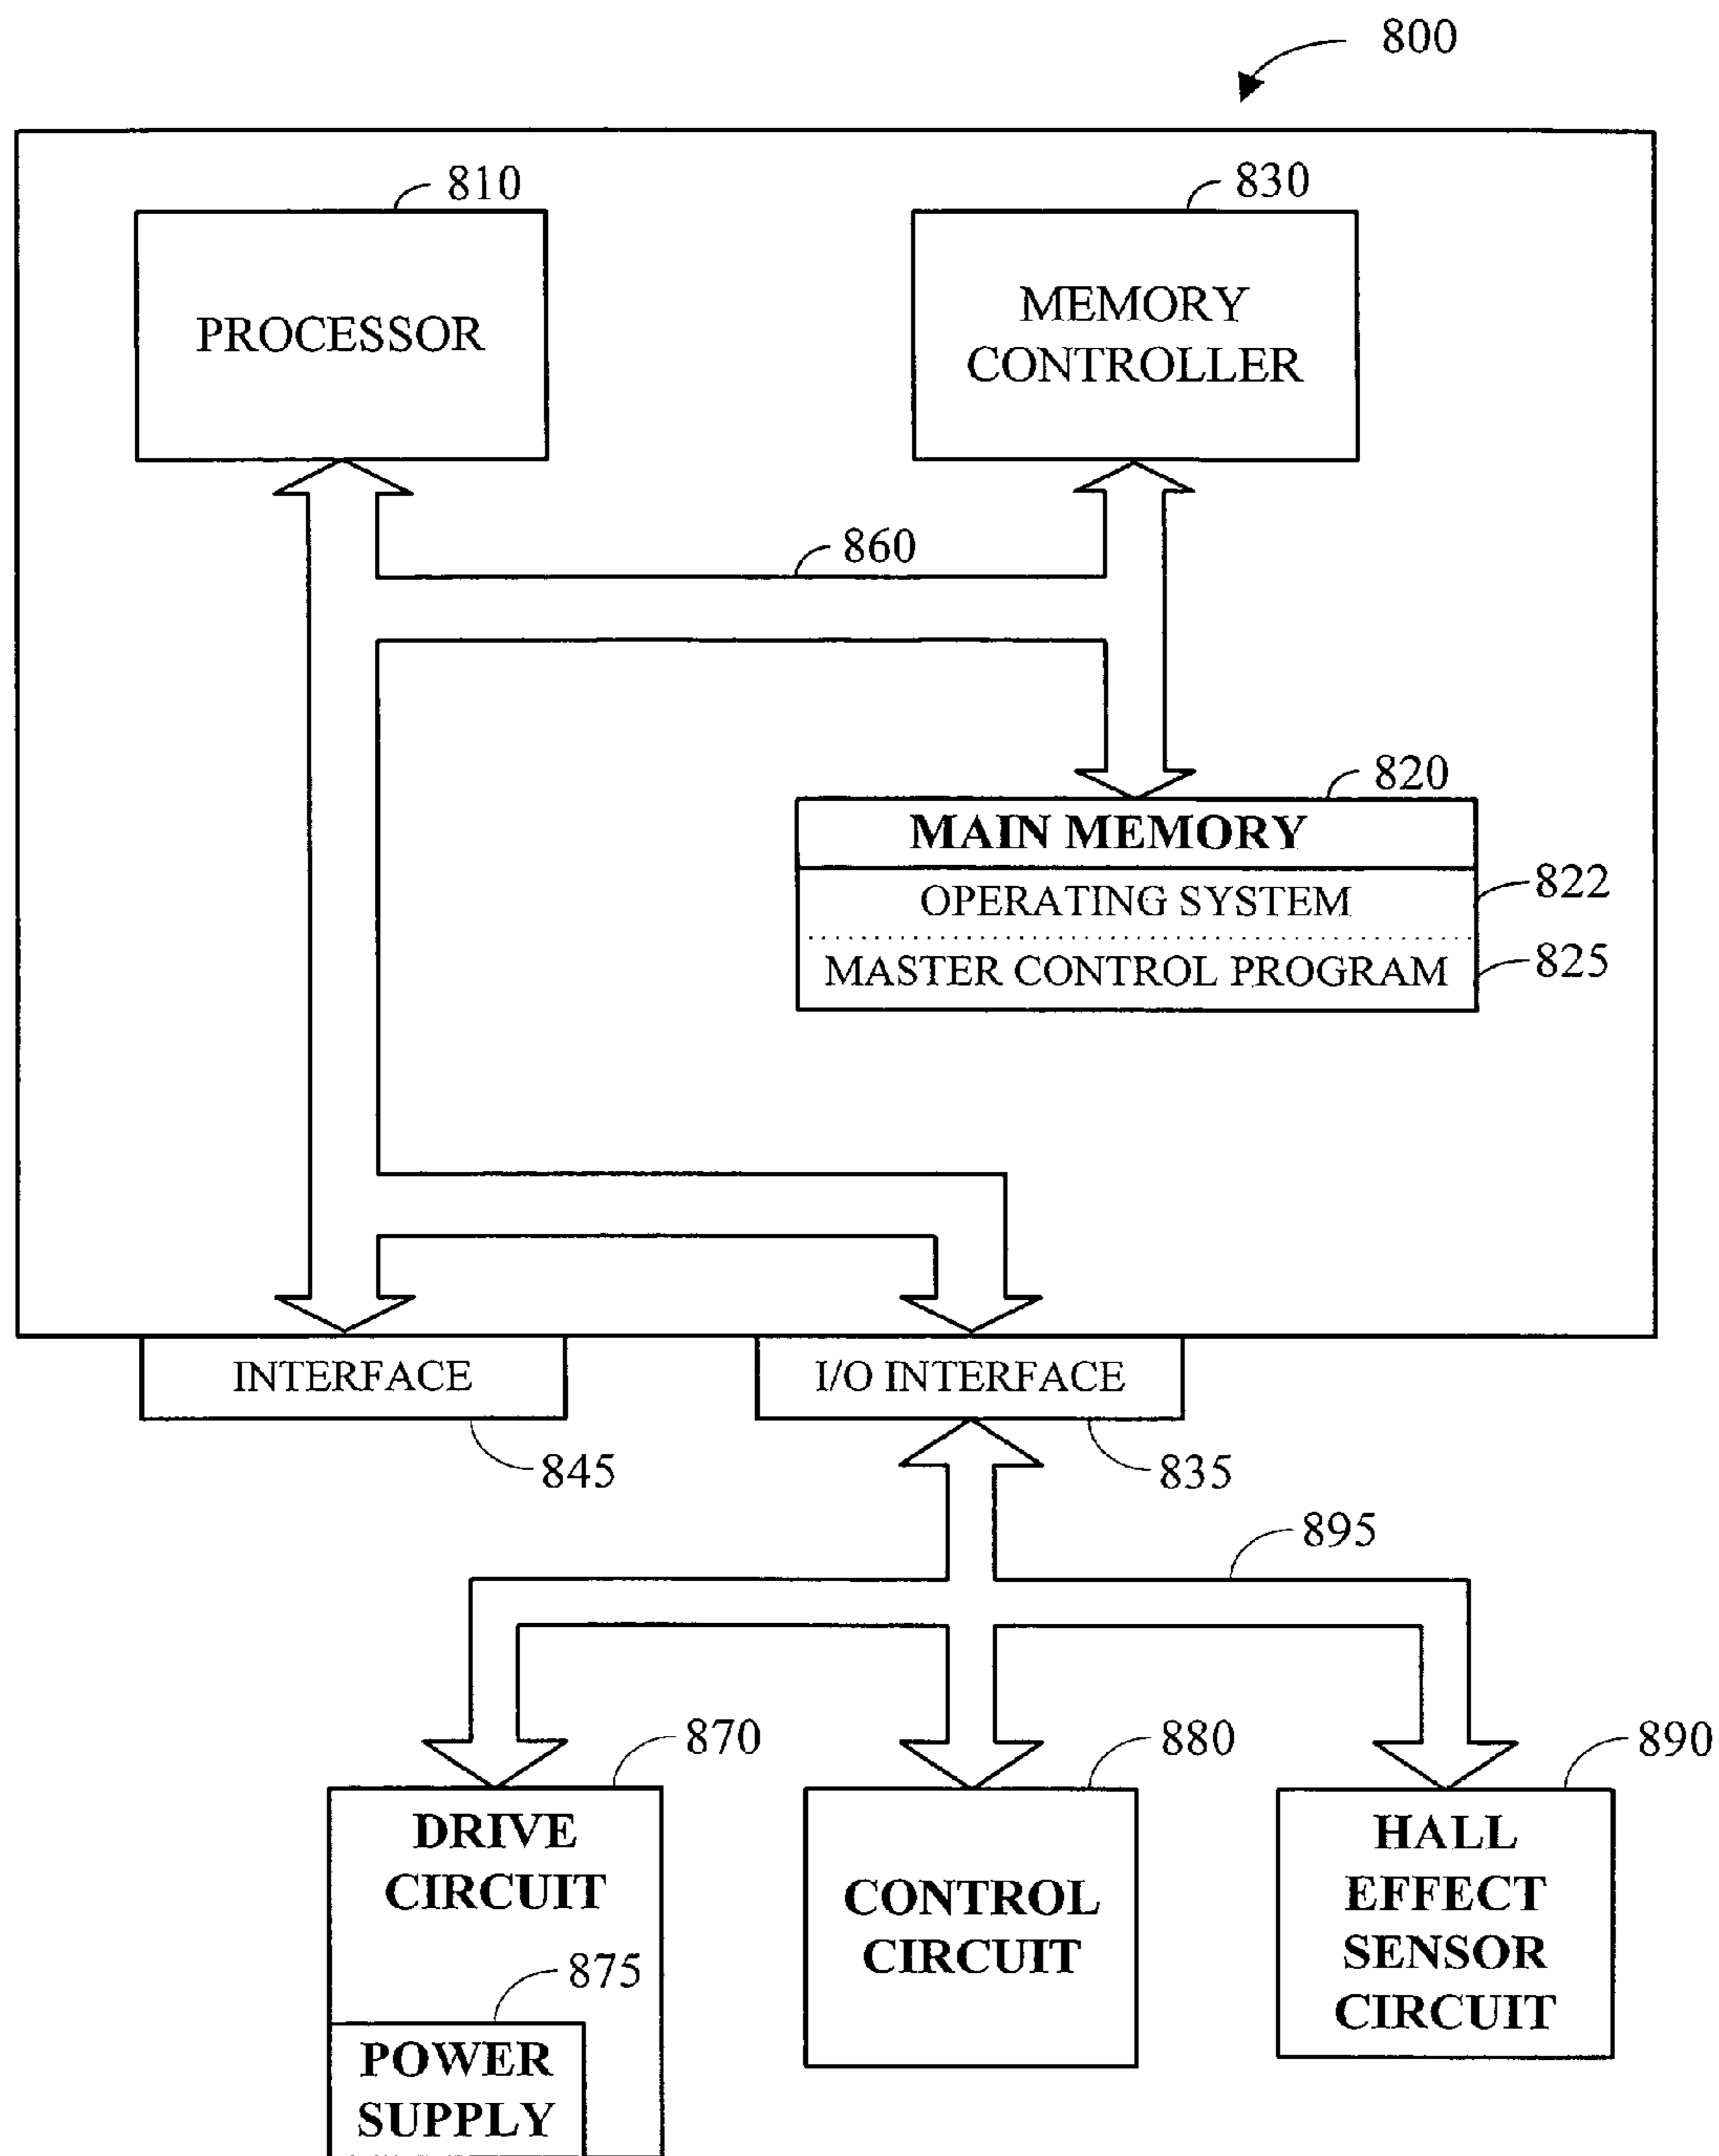 800
810
830
PROCESSOR
MEMORY
CONTROLLER
860
820
MAIN MEMORY
OPERATING SYSTEM
822
MASTER CONTROL PROGRAM
825
INTERFACE
I/O INTERFACE
845
835
895
870
880
890
DRIVE
CIRCUIT
CONTROL
CIRCUIT
HALL
EFFECT
SENSOR
CIRCUIT
875
POWER
SUPPLY